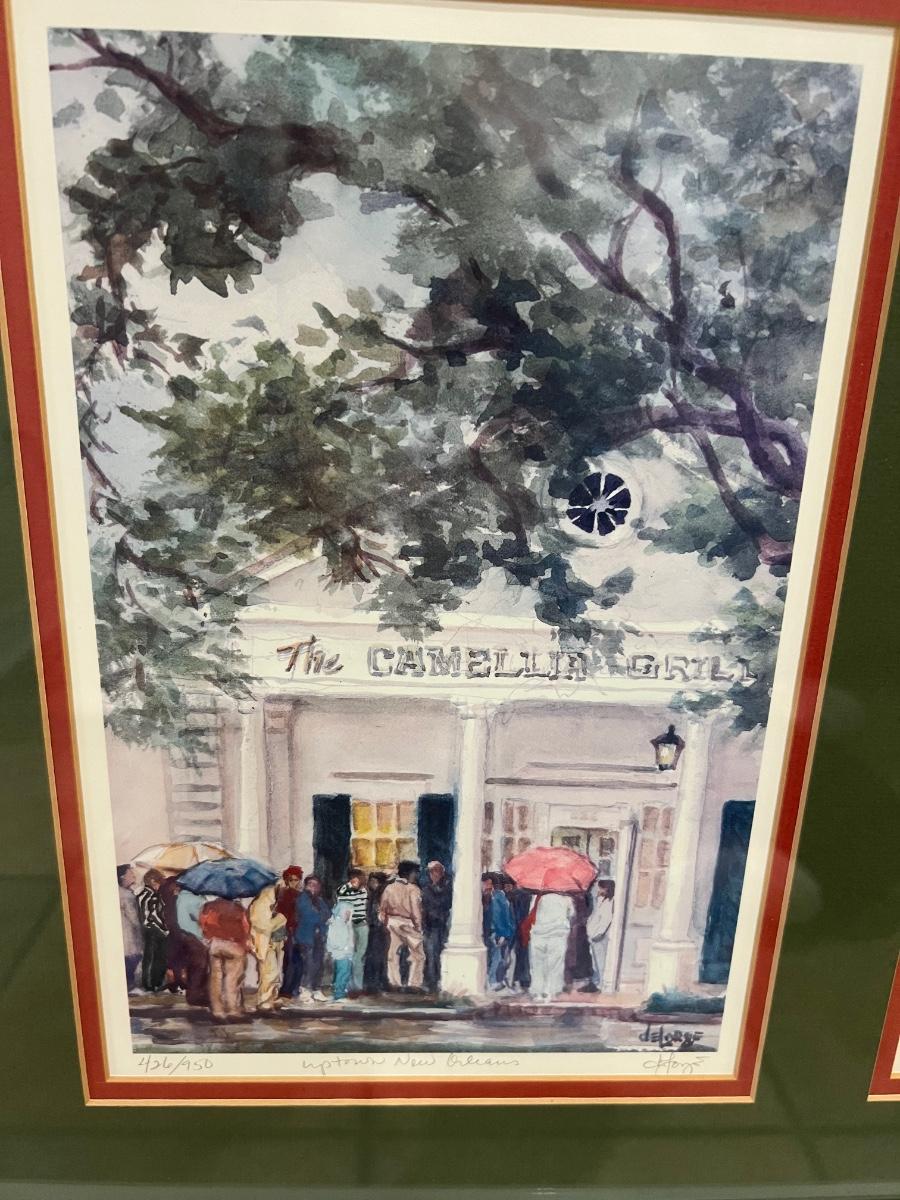 The CAMELLIA GRILL
deLorge
426/950 Uptown New Orleans